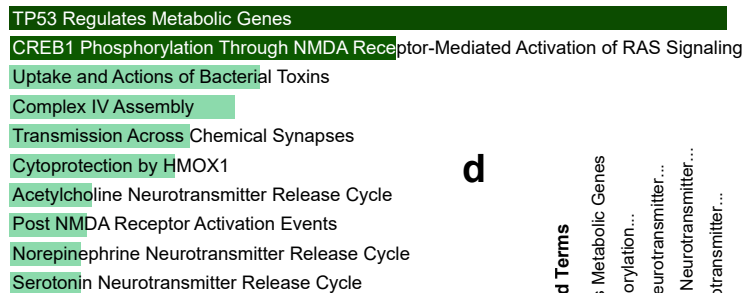 TP53 Regulates Metabolic Genes
CREB1 Phosphorylation Through NMDA Receptor-Mediated Activation of RAS Signaling
Uptake and Actions of Bacterial Toxins
Complex IV Assembly
Transmission Across Chemical Synapses
Cytoprotection by HMOX1
Acetylcholine Neurotransmitter Release Cycle
Post NMDA Receptor Activation Events
Norepinephrine Neurotransmitter Release Cycle
Serotonin Neurotransmitter Release Cycle
d
d Terms
s Metabolic Genes
orylation...
eurotransmitter...
Neurotransmitter...
otransmitter...